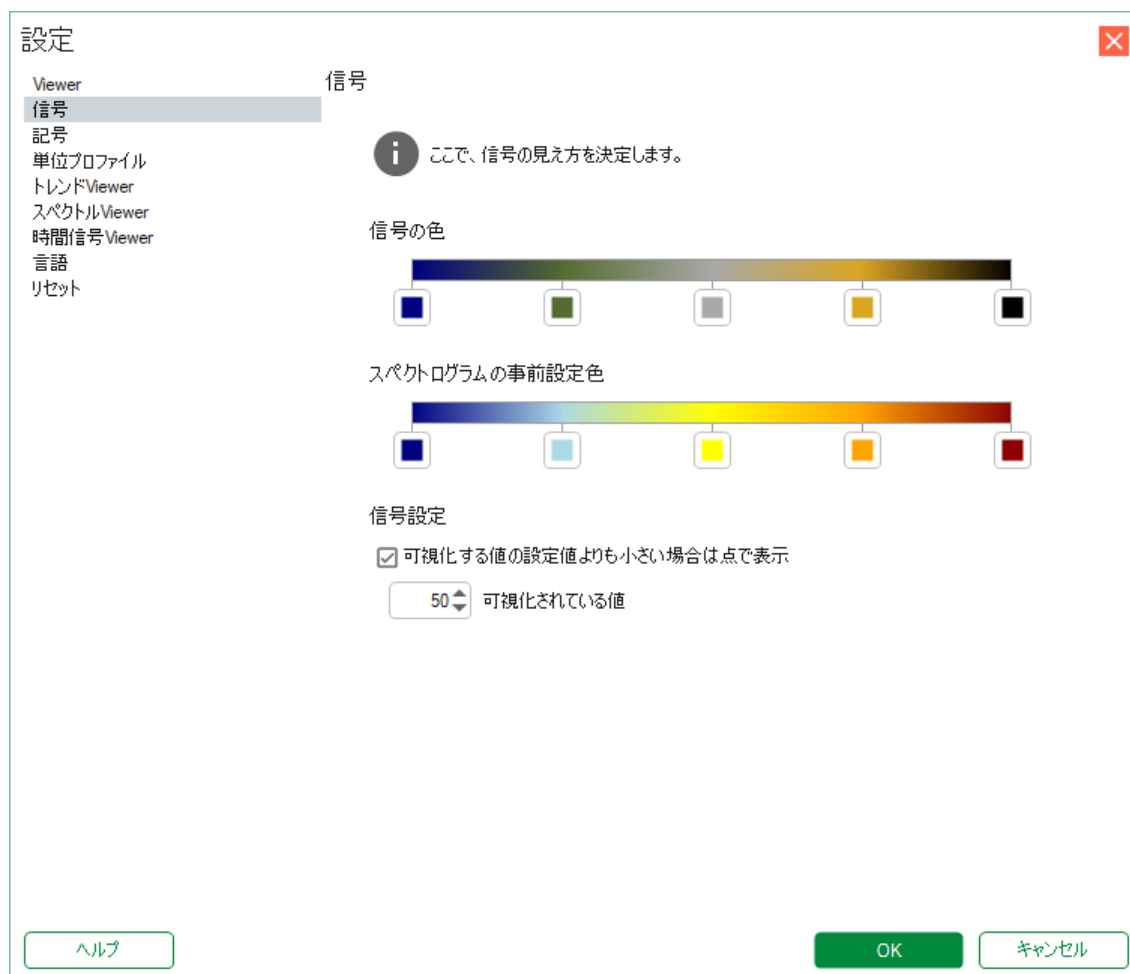 設定
Viewer
信号
記号
単位プロファイル
トレンドViewer
スペクトルViewer
時間信号Viewer
言語
リセット
信号
ここで、信号の見え方を決定します。
信号の色
スペクトログラムの事前設定色
信号設定
可視化する値の設定値よりも小さい場合は点で表示
50 可視化されている値
ヘルプ
OK
キャンセル